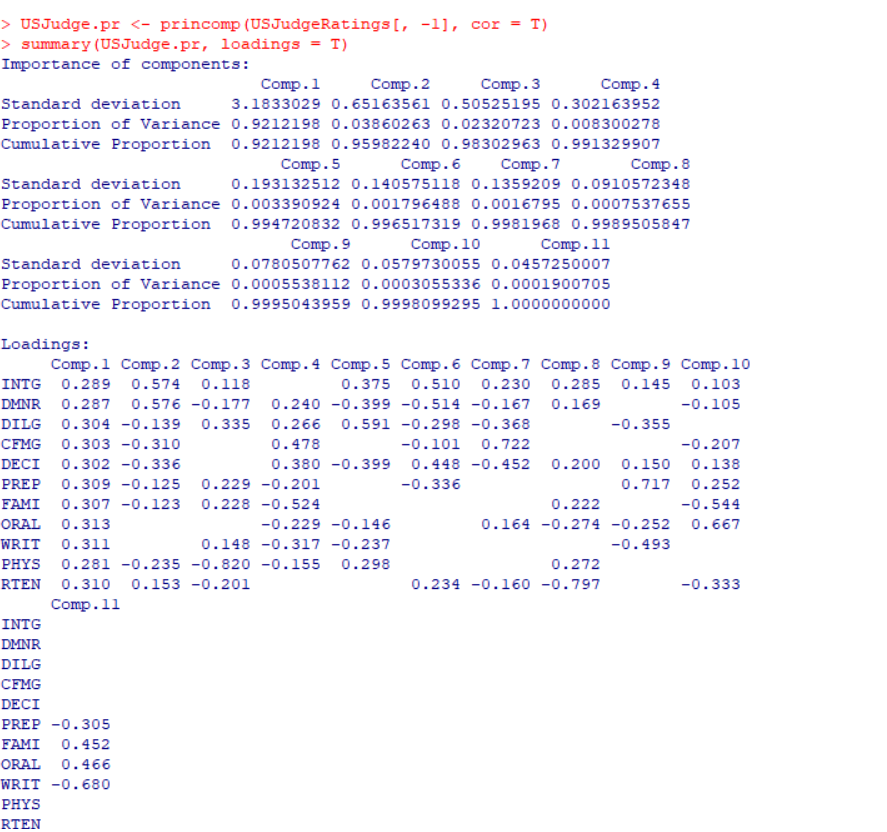 > USJudge.pr <- princomp(USJudgeRatings[, -1], cor = T)
> summary(USJudge.pr, loadings = T)
Importance of components:
                          Comp.1     Comp.2     Comp.3      Comp.4
Standard deviation     3.1833029 0.65163561 0.50525195 0.302163952
Proportion of Variance 0.9212198 0.03860263 0.02320723 0.008300278
Cumulative Proportion  0.9212198 0.95982240 0.98302963 0.991329907
                            Comp.5      Comp.6    Comp.7       Comp.8
Standard deviation     0.193132512 0.140575118 0.1359209 0.0910572348
Proportion of Variance 0.003390924 0.001796488 0.0016795 0.0007537655
Cumulative Proportion  0.994720832 0.996517319 0.9981968 0.9989505847
                             Comp.9      Comp.10      Comp.11
Standard deviation     0.0780507762 0.0579730055 0.0457250007
Proportion of Variance 0.0005538112 0.0003055336 0.0001900705
Cumulative Proportion  0.9995043959 0.9998099295 1.0000000000
Loadings:
     Comp.1 Comp.2 Comp.3 Comp.4 Comp.5 Comp.6 Comp.7 Comp.8 Comp.9 Comp.10
INTG  0.289  0.574  0.118         0.375  0.510  0.230  0.285  0.145  0.103
DMNR  0.287  0.576 -0.177  0.240 -0.399 -0.514 -0.167  0.169        -0.105
DILG  0.304 -0.139  0.335  0.266  0.591 -0.298 -0.368        -0.355
CFMG  0.303 -0.310         0.478        -0.101  0.722               -0.207
DECI  0.302 -0.336         0.380 -0.399  0.448 -0.452  0.200  0.150  0.138
PREP  0.309 -0.125  0.229 -0.201        -0.336                0.717  0.252
FAMI  0.307 -0.123  0.228 -0.524                       0.222        -0.544
ORAL  0.313               -0.229 -0.146         0.164 -0.274 -0.252  0.667
WRIT  0.311         0.148 -0.317 -0.237                      -0.493
PHYS  0.281 -0.235 -0.820 -0.155  0.298                0.272
RTEN  0.310  0.153 -0.201                0.234 -0.160 -0.797        -0.333
     Comp.11
INTG
DMNR
DILG
CFMG
DECI
PREP -0.305
FAMI  0.452
ORAL  0.466
WRIT -0.680
PHYS
RTEN